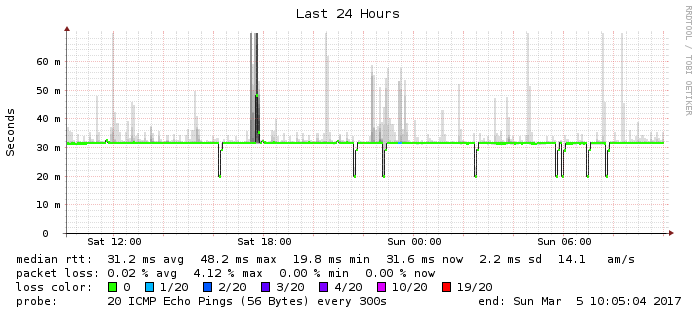 Last 24 Hours
RRDTOOL / TOBI OETIKER
Seconds
60 m
50 m
40 m
30 m
20 m
10 m
0
Sat 12:00 Sat 18:00 Sun 00:00 Sun 06:00
median rtt: 31.2 ms avg 48.2 ms max 19.8 ms min 31.6 ms now 2.2 ms sd 14.1 am/s
packet loss: 0.02 % avg 4.12 % max 0.00 % min 0.00 % now
loss color: 0 1/20 2/20 3/20 4/20 10/20 19/20
probe: 20 ICMP Echo Pings (56 Bytes) every 300s end: Sun Mar 5 10:05:04 2017